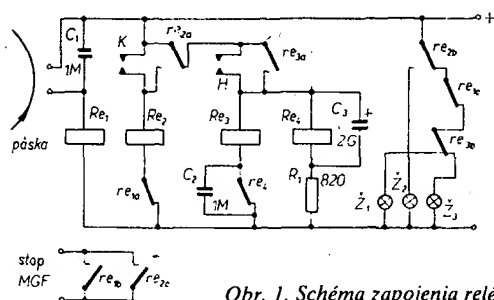 +
C1
1M
K
re2a
H
re3a
re2b
re1c
re3b
Re1
Re2
Re3
Re4
C3
+
2G
páska
re1a
C2
1M
re4
R1
820
Ž1
Ž2
Ž3
stop
MGF
re1b
re2c
Obr. 1. Schéma zapojenia relé